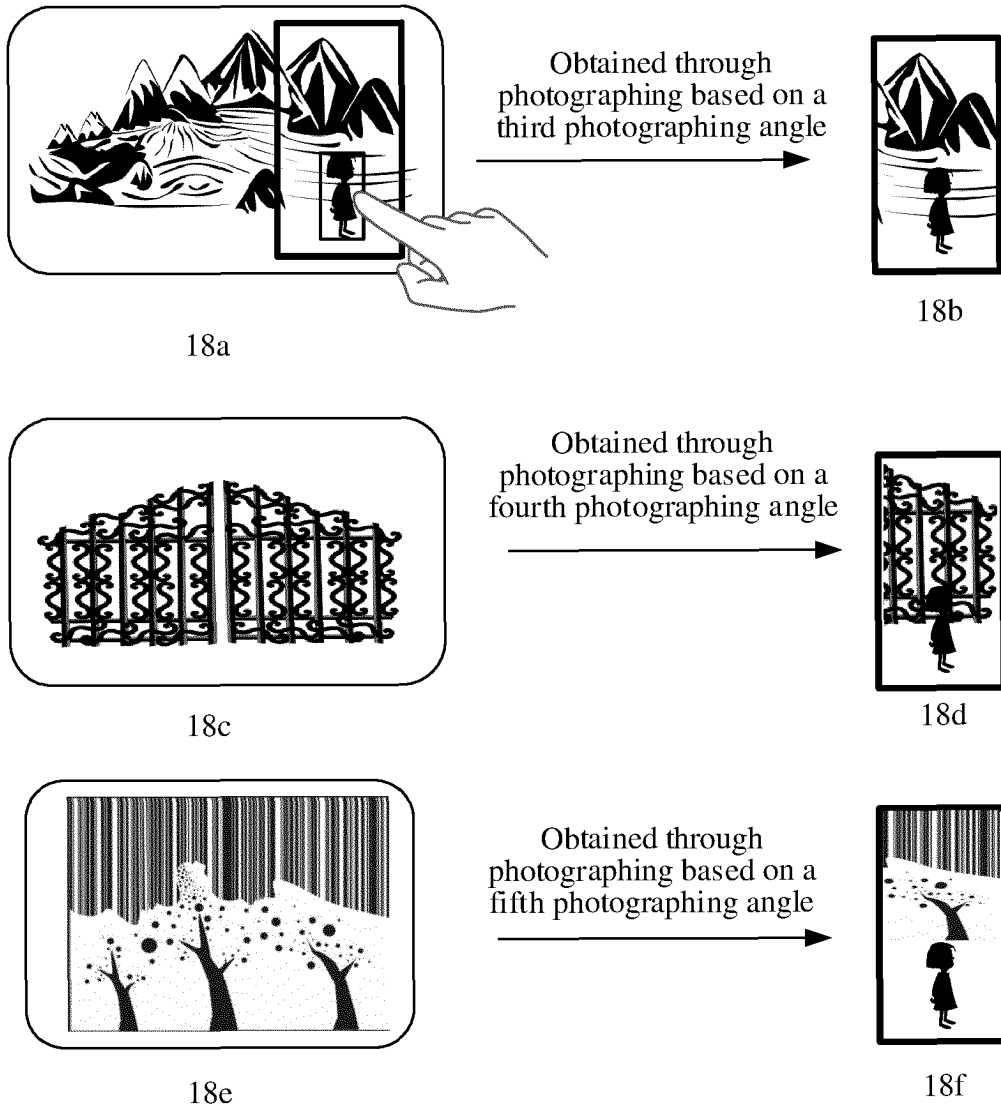 Obtained through
photographing based on a
third photographing angle
18a
18b
Obtained through
photographing based on a
fourth photographing angle
18c
18d
Obtained through
photographing based on a
fifth photographing angle
18e
18f